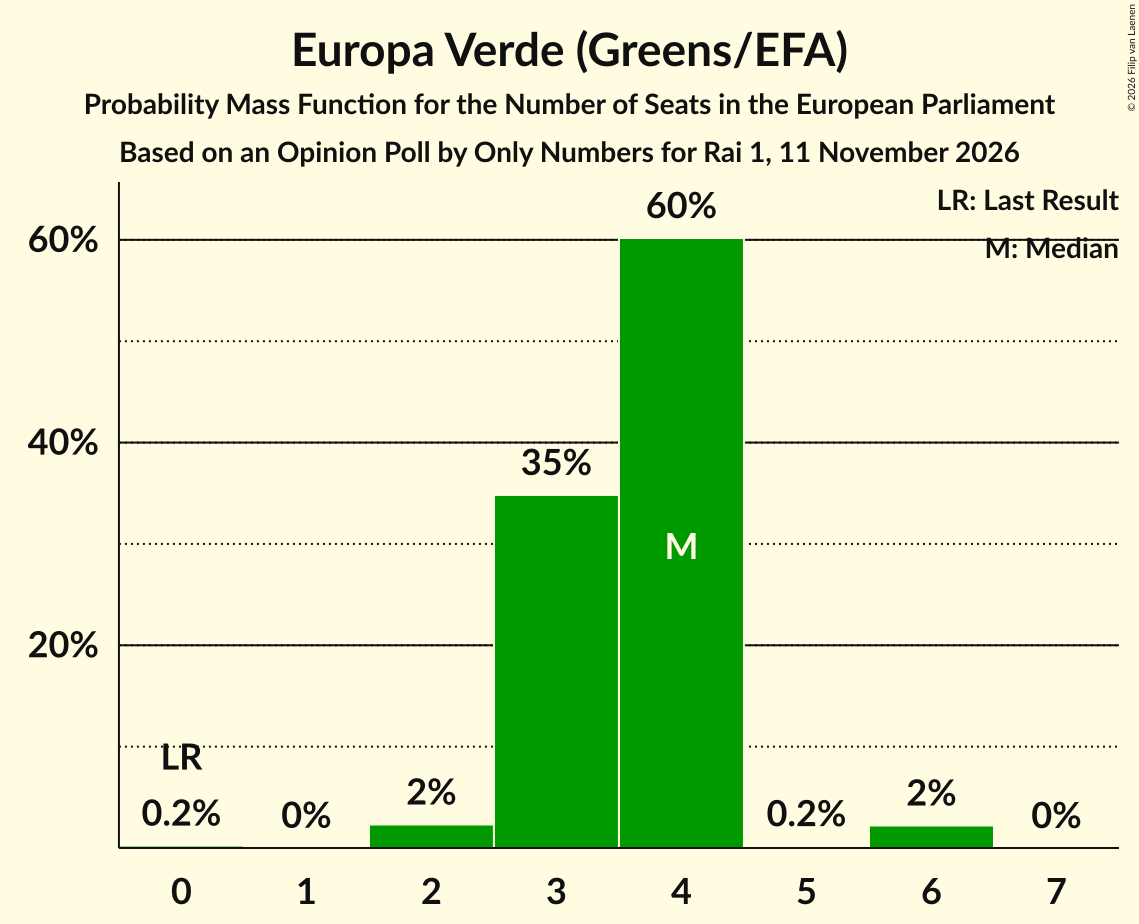 Europa Verde (Greens/EFA)
Probability Mass Function for the Number of Seats in the European Parliament
Based on an Opinion Poll by Only Numbers for Rai 1, 11 November 2026
© 2026 Filip van Laenen
LR: Last Result
M: Median
60%
40%
20%
LR
0.2%
0%
2%
35%
60%
M
0.2%
2%
0%
0 1 2 3 4 5 6 7